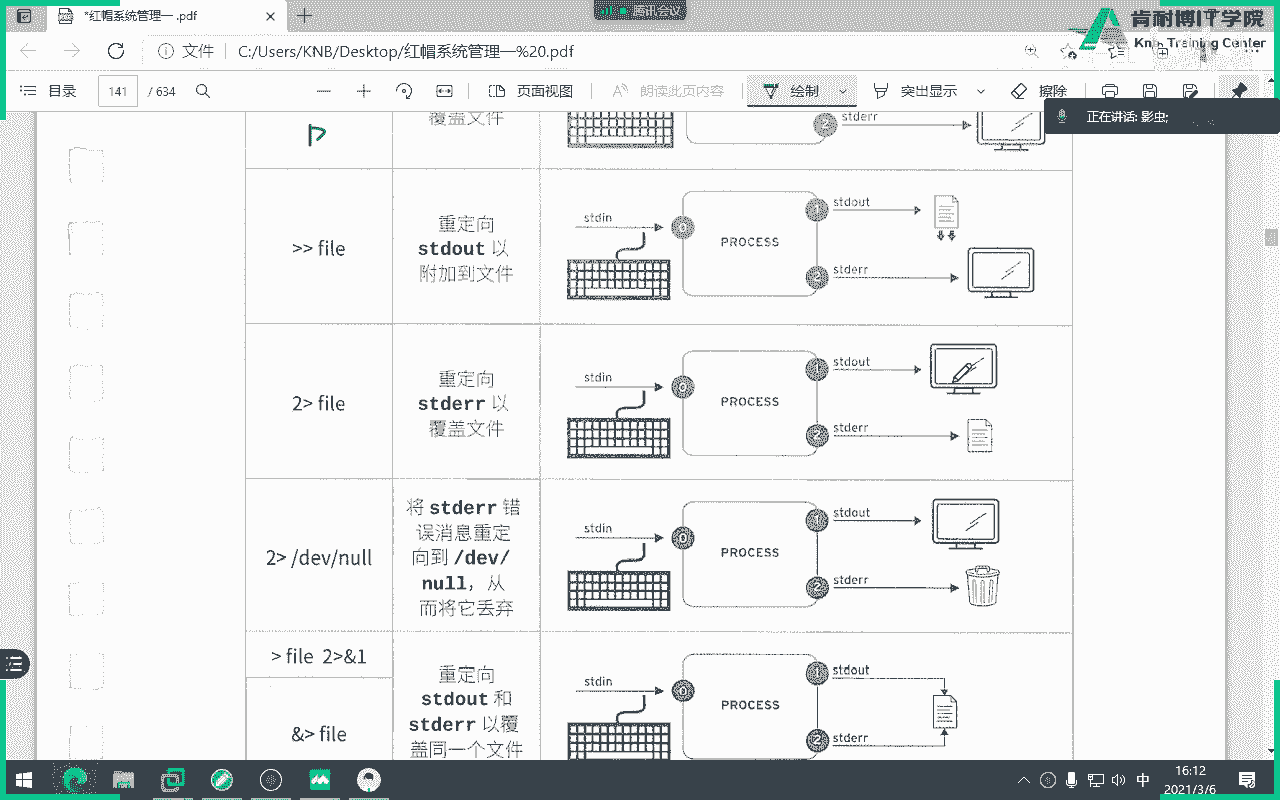 *红帽系统管理一 .pdf
腾讯会议
肯耐博IT学院
KnB Training Center
文件
C:/Users/KNB/Desktop/红帽系统管理一%20.pdf
目录
141
/ 634
页面视图
朗读此页内容
绘制
突出显示
擦除
正在讲话: 影虫;
覆盖文件
stderr
>> file
重定向
stdout 以
附加到文件
stdin
0
PROCESS
1
stdout
2
stderr
2> file
重定向
stderr 以
覆盖文件
stdin
0
PROCESS
1
stdout
2
stderr
2> /dev/null
将 stderr 错
误消息重定
向到 /dev/
null，从
而将它丢弃
stdin
0
PROCESS
1
stdout
2
stderr
> file 2>&1
&> file
重定向
stdout 和
stderr 以覆
盖同一个文件
stdin
0
PROCESS
1
stdout
2
stderr
中
16:12
2021/3/6